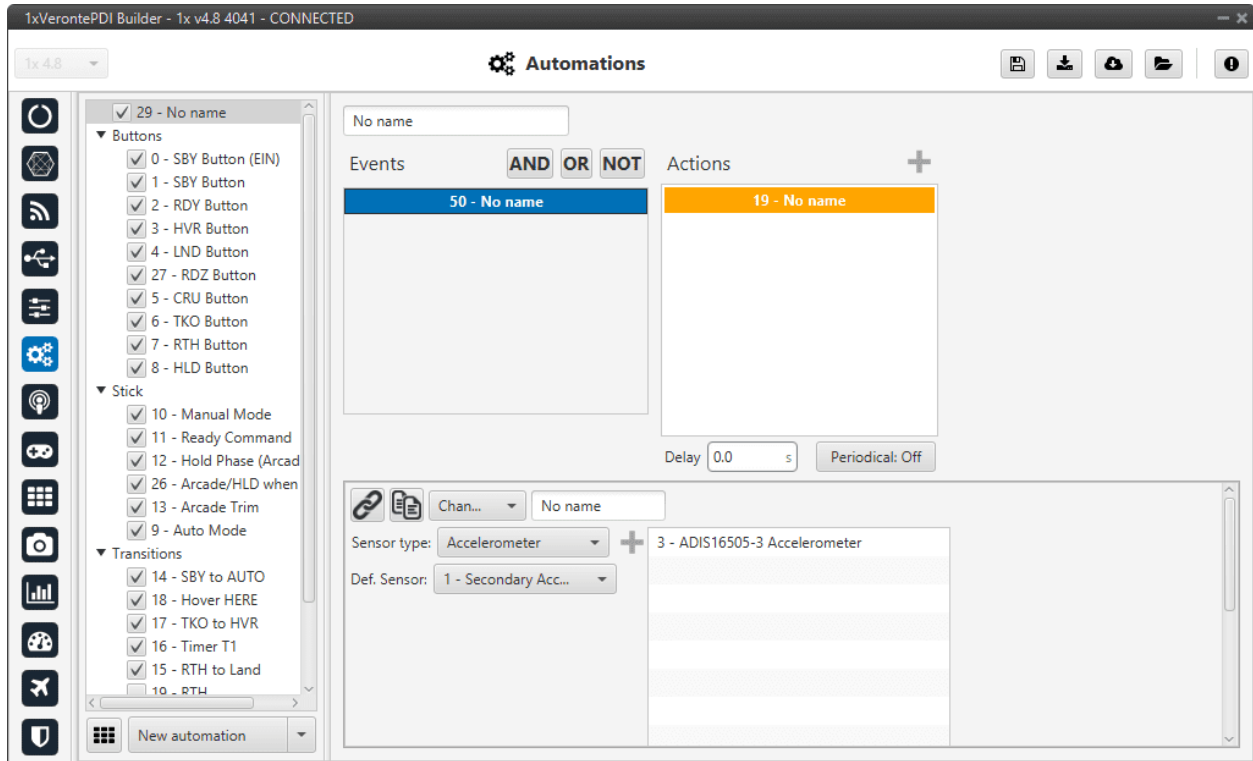 1xVerontePDI Builder - 1x v4.8 4041 - CONNECTED
1x 4.8
Automations
29 - No name
Buttons
0 - SBY Button (EIN)
1 - SBY Button
2 - RDY Button
3 - HVR Button
4 - LND Button
27 - RDZ Button
5 - CRU Button
6 - TKO Button
7 - RTH Button
8 - HLD Button
Stick
10 - Manual Mode
11 - Ready Command
12 - Hold Phase (Arcad
26 - Arcade/HLD when
13 - Arcade Trim
9 - Auto Mode
Transitions
14 - SBY to AUTO
18 - Hover HERE
17 - TKO to HVR
16 - Timer T1
15 - RTH to Land
19 - RTH
New automation
No name
Events AND OR NOT
50 - No name
Actions
19 - No name
Delay 0.0 s Periodical: Off
Chan... No name
Sensor type: Accelerometer
3 - ADIS16505-3 Accelerometer
Def. Sensor: 1 - Secondary Acc...